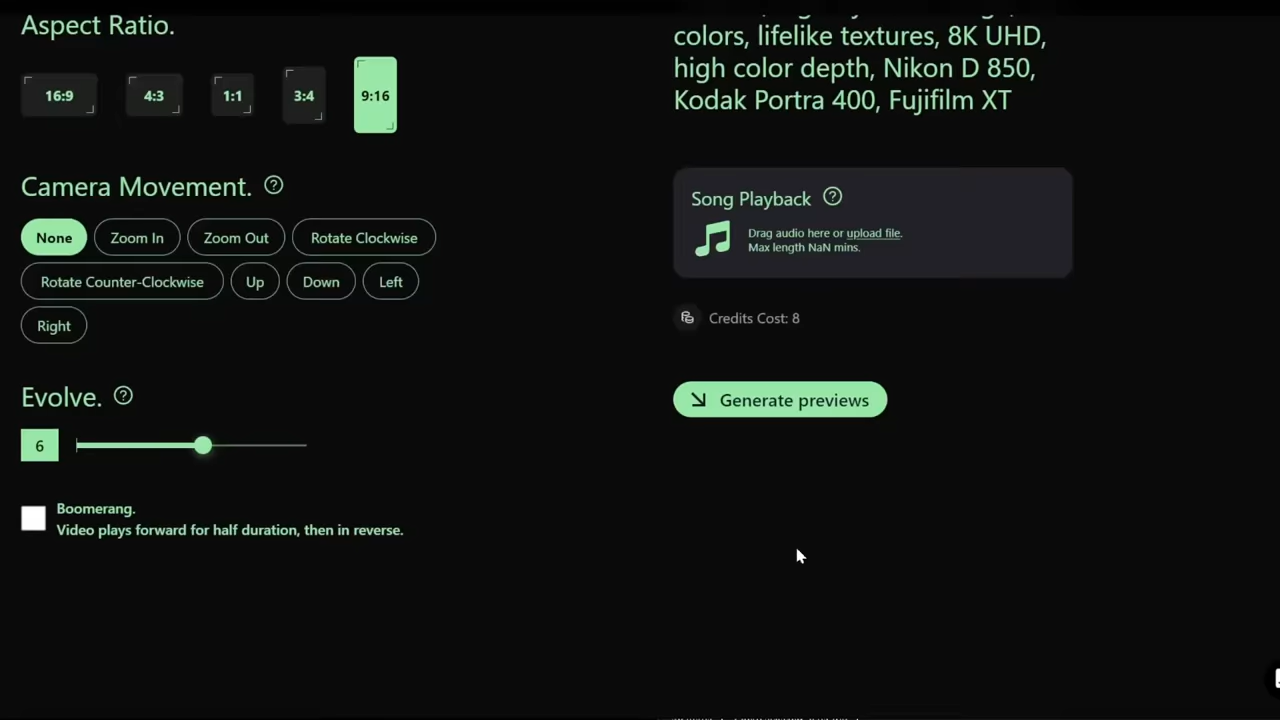 Aspect Ratio.
16:9
4:3
1:1
3:4
9:16
Camera Movement.
None
Zoom In
Zoom Out
Rotate Clockwise
Rotate Counter-Clockwise
Up
Down
Left
Right
Evolve.
6
Boomerang.
Video plays forward for half duration, then in reverse.
colors, lifelike textures, 8K UHD,
high color depth, Nikon D 850,
Kodak Portra 400, Fujifilm XT
Song Playback
Drag audio here or upload file.
Max length NaN mins.
Credits Cost: 8
Generate previews